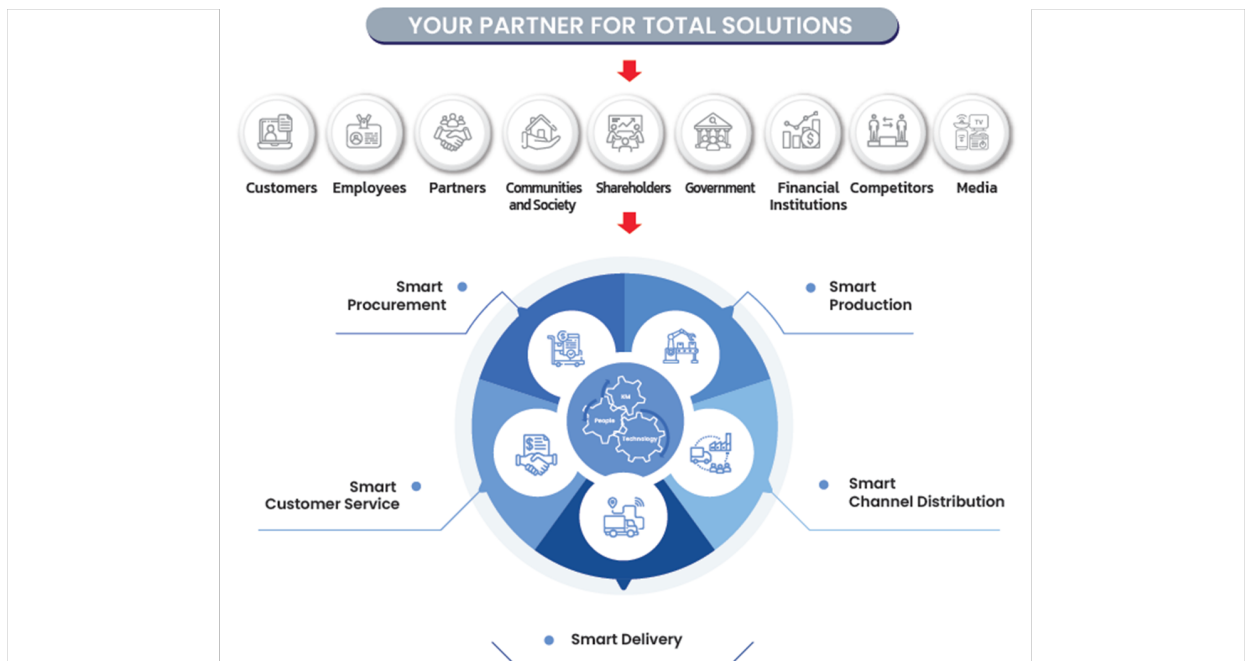 YOUR PARTNER FOR TOTAL SOLUTIONS
TV
Customers
Employees
Partners
Communities
and Society
Shareholders
Government
Financial
Institutions
Competitors
Media
Smart
Procurement
Smart
Production
KM
People
Technology
Smart
Customer Service
Smart
Channel Distribution
Smart Delivery